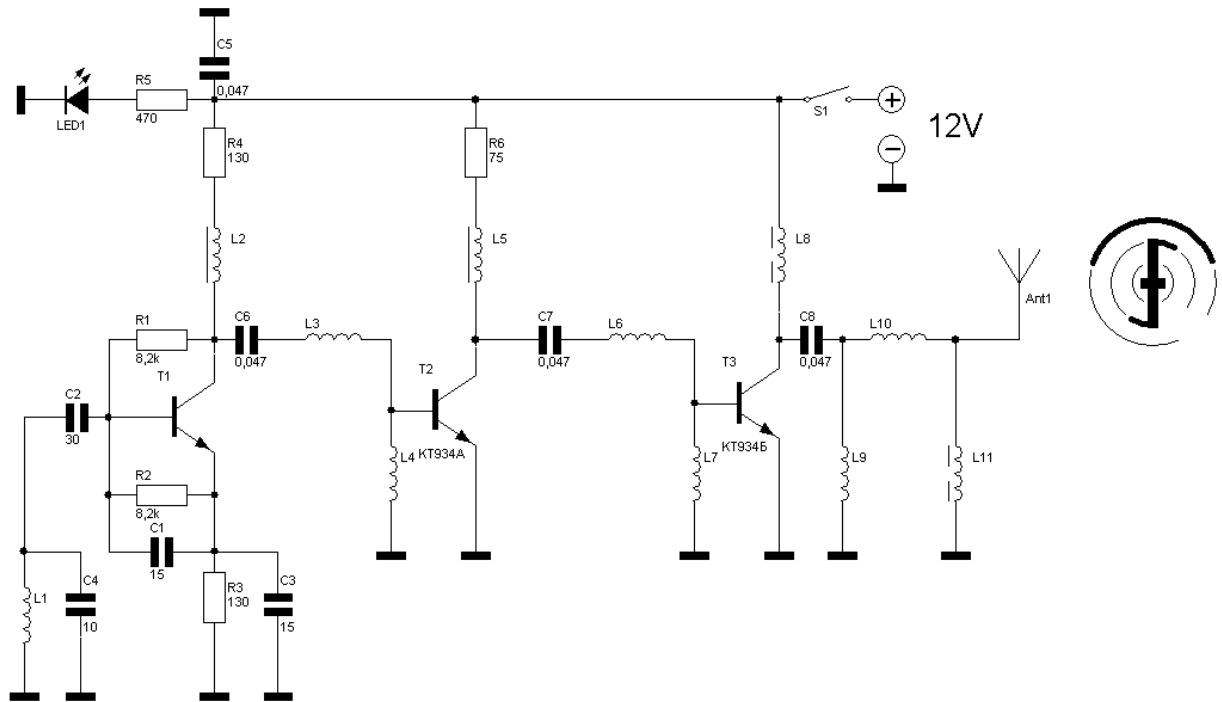 C5
0,047
R5
470
LED1
S1
12V
R4
130
R6
75
L2
L5
L8
Ant1
R1
8,2k
C6
0,047
L3
C7
0,047
L6
C8
0,047
L10
T1
T2
KT934A
T3
KT934Б
C2
30
L4
L7
L9
L11
R2
8,2k
C1
15
L1
C4
10
R3
130
C3
15